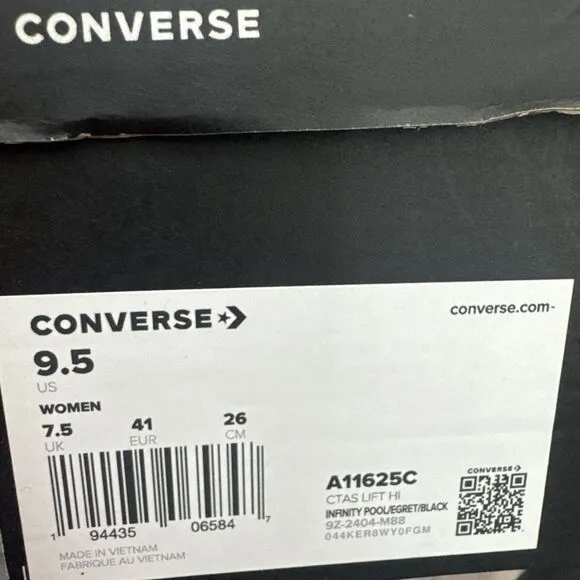 CONVERSE
CONVERSE
converse.com-
9.5
US
WOMEN
7.5 41 26
UK EUR CM
1 94435 06584 7
MADE IN VIETNAM
FABRIQUE AU VIETNAM
A11625C
CTAS LIFT HI
INFINITY POOL/EGRET/BLACK
9Z-2404-M88
044KER8WY0FGM
CONVERSE